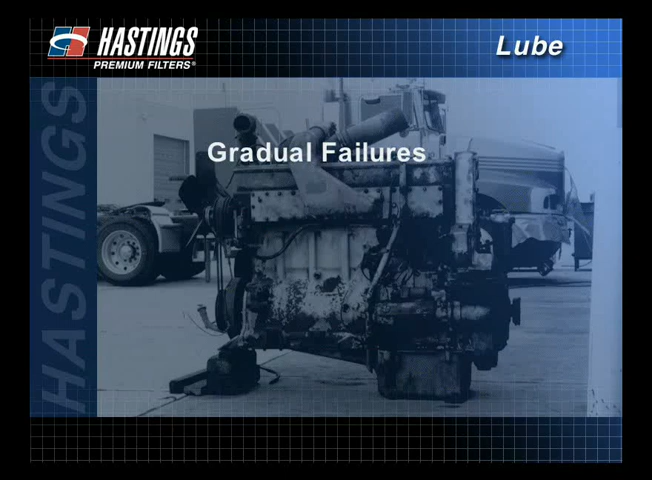 HASTINGS
PREMIUM FILTERS®
Lube
Gradual Failures
HASTINGS